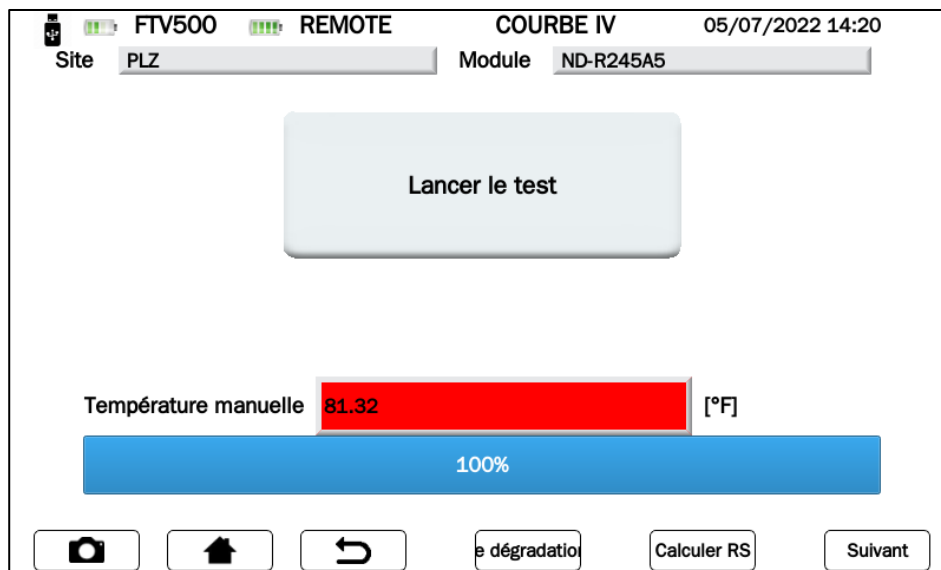 FTV500 REMOTE COURBE IV 05/07/2022 14:20
Site PLZ Module ND-R245A5
Lancer le test
Température manuelle 81.32 [°F]
100%
e dégradation Calculer RS Suivant